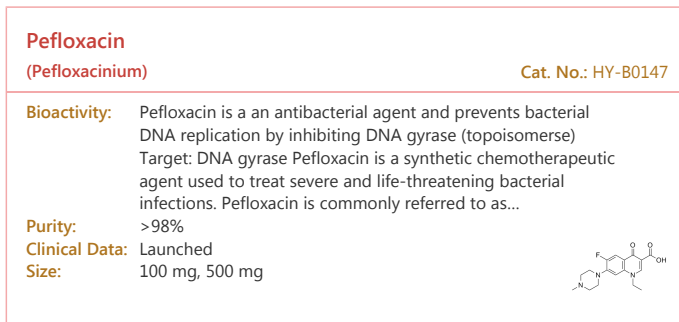 Pefloxacin
(Pefloxacinium)
Cat. No.: HY-B0147
Bioactivity: Pefloxacin is a an antibacterial agent and prevents bacterial
DNA replication by inhibiting DNA gyrase (topoisomerse)
Target: DNA gyrase Pefloxacin is a synthetic chemotherapeutic
agent used to treat severe and life-threatening bacterial
infections. Pefloxacin is commonly referred to as...
Purity: >98%
Clinical Data: Launched
Size: 100 mg, 500 mg
O O
F
OH
N N
N